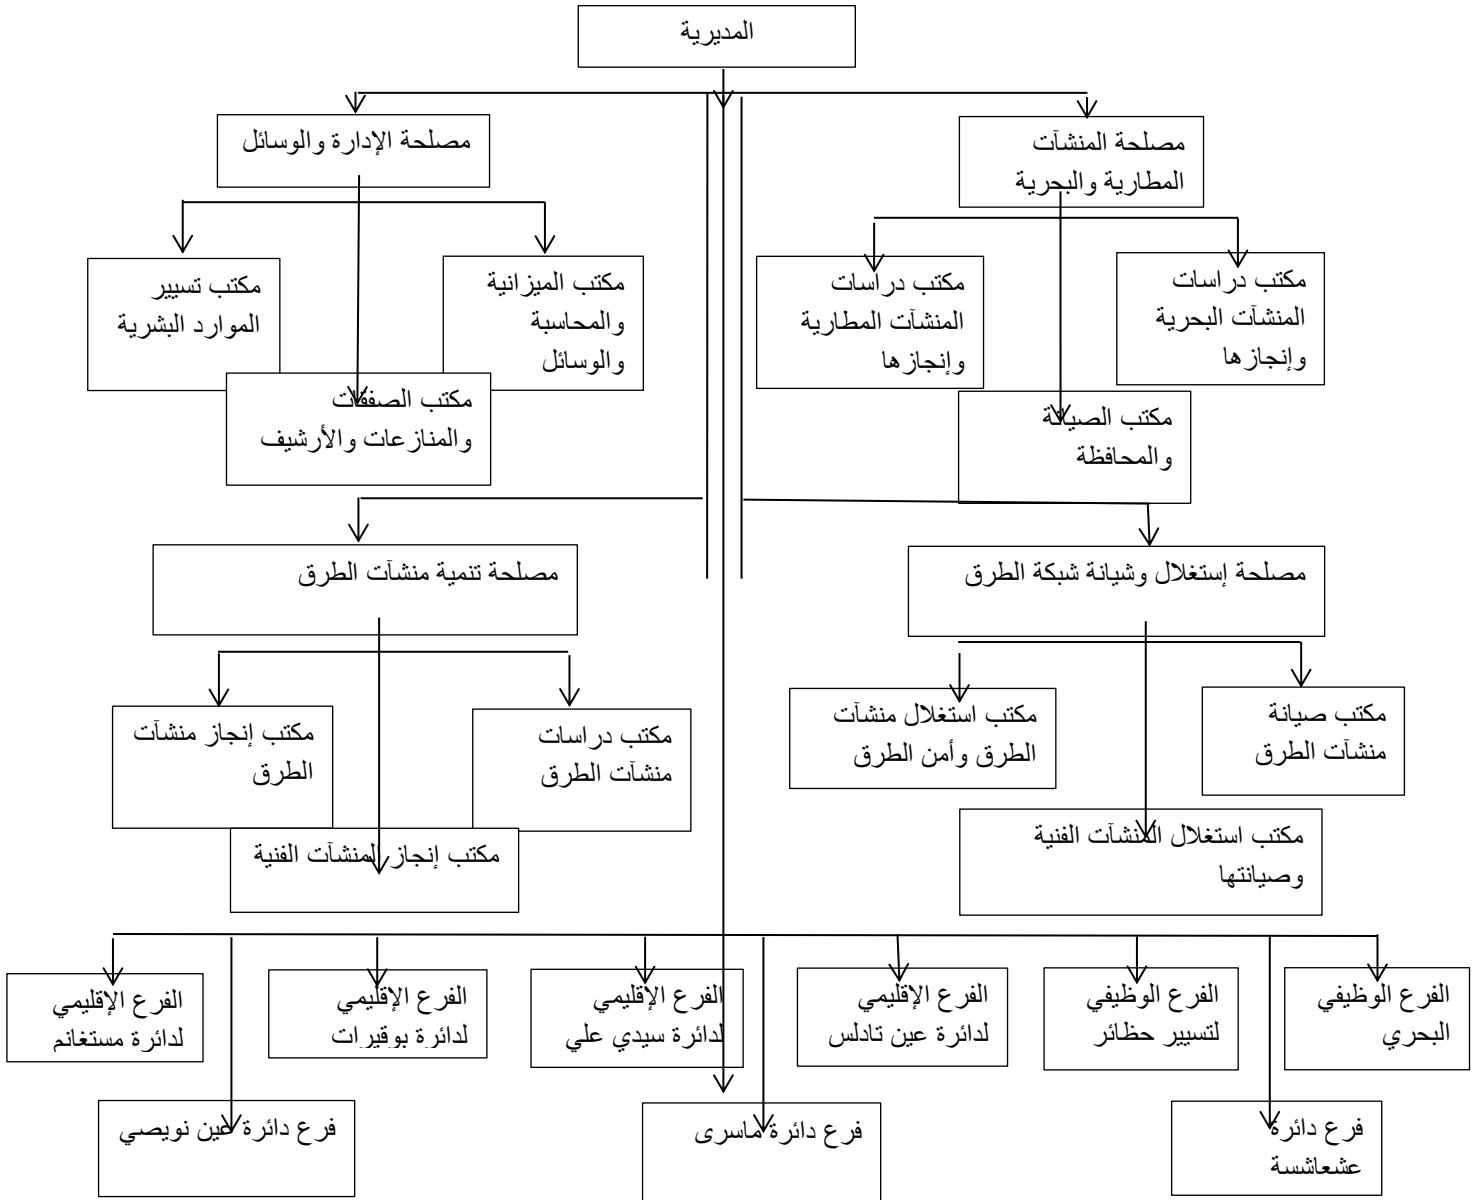 المديرية
مصلحة المنشآت
المطارية والبحرية
مصلحة الإدارة والوسائل
مكتب دراسات
المنشآت البحرية
وإنجازها
مكتب دراسات
المنشآت المطارية
وإنجازها
مكتب الميزانية
والمحاسبة
والوسائل
مكتب تسيير
الموارد البشرية
مكتب الصيانة
والمحافظة
مكتب الصفقات
والمنازعات والأرشيف
مصلحة إستغلال وشيانة شبكة الطرق
مصلحة تنمية منشآت الطرق
مكتب صيانة
منشآت الطرق
مكتب استغلال منشآت
الطرق وأمن الطرق
مكتب دراسات
منشآت الطرق
مكتب إنجاز منشآت
الطرق
مكتب استغلال المنشآت الفنية
وصيانتها
مكتب إنجاز المنشآت الفنية
الفرع الوظيفي
البحري
الفرع الوظيفي
لتسيير حظائر
الفرع الإقليمي
لدائرة عين تادلس
الفرع الإقليمي
لدائرة سيدي علي
الفرع الإقليمي
لدائرة بوقيرات
الفرع الإقليمي
لدائرة مستغانم
فرع دائرة
عشعاشسة
فرع دائرة ماسرى
فرع دائرة عين نويصي